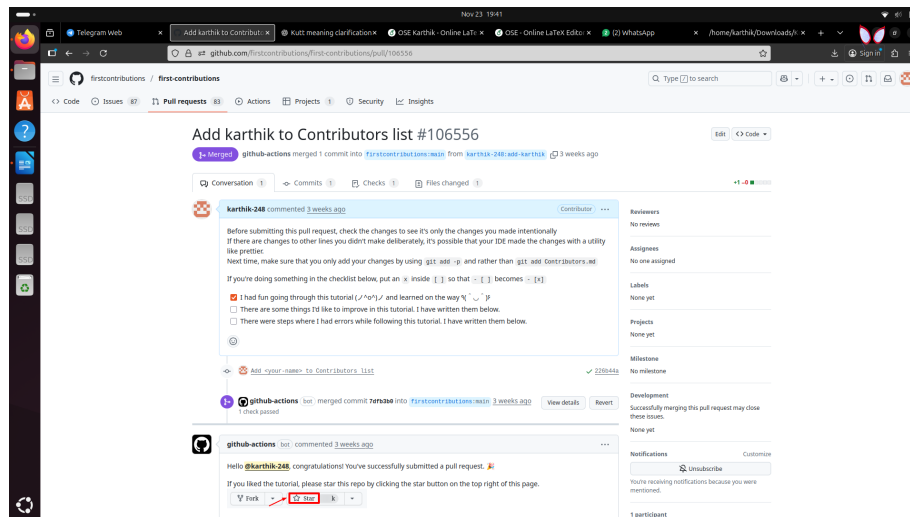 Nov 23 19:41
Telegram Web
Add karthik to Contributo
Kutt meaning clarification
OSE Karthik - Online LaTe
OSE - Online LaTeX Editor
(2) WhatsApp
/home/karthik/Downloads/
github.com/firstcontributions/first-contributions/pull/106556
Sign in
firstcontributions / first-contributions
Type / to search
Code
Issues 87
Pull requests 83
Actions
Projects 1
Security
Insights
Add karthik to Contributors list #106556
Edit
Code
Merged
github-actions merged 1 commit into firstcontributions:main from karthik-248:add-karthik 3 weeks ago
Conversation 1
Commits 1
Checks 1
Files changed 1
+1 -0
karthik-248 commented 3 weeks ago
Contributor
Before submitting this pull request, check the changes to see it's only the changes you made intentionally
If there are changes to other lines you didn't make deliberately, it's possible that your IDE made the changes with a utility
like prettier.
Next time, make sure that you only add your changes by using git add -p and rather than git add Contributors.md
If you're doing something in the checklist below, put an x inside [ ] so that - [ ] becomes - [x]
I had fun going through this tutorial (ノ^o^)ノ and learned on the way
There are some things I'd like to improve in this tutorial. I have written them below.
There were steps where I had errors while following this tutorial. I have written them below.
Add <your-name> to Contributors list
220b44a
github-actions bot merged commit 7dfb3b0 into firstcontributions:main 3 weeks ago
1 check passed
View details
Revert
github-actions bot commented 3 weeks ago
Hello @karthik-248, congratulations! You've successfully submitted a pull request. 🎉
If you liked the tutorial, please star this repo by clicking the star button on the top right of this page.
Fork
Star
k
Reviewers
No reviews
Assignees
No one assigned
Labels
None yet
Projects
None yet
Milestone
No milestone
Development
Successfully merging this pull request may close
these issues.
None yet
Notifications
Customize
Unsubscribe
You're receiving notifications because you were
mentioned.
1 participant
SSD
SSD
SSD